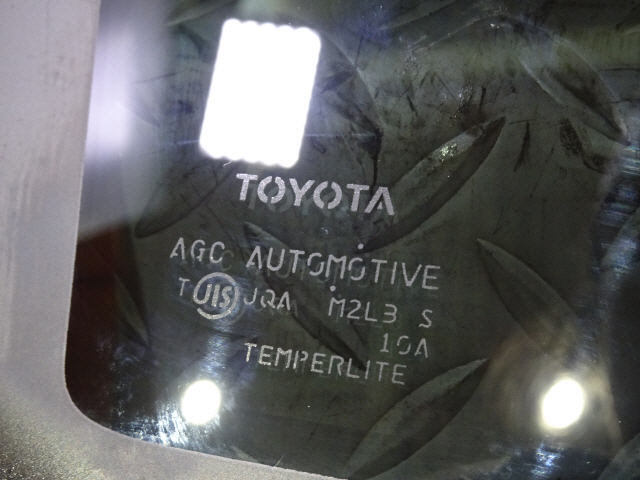 TOYOTA
AGC AUTOMOTIVE
T JIS JQA M2L3 S
10A
TEMPERLITE